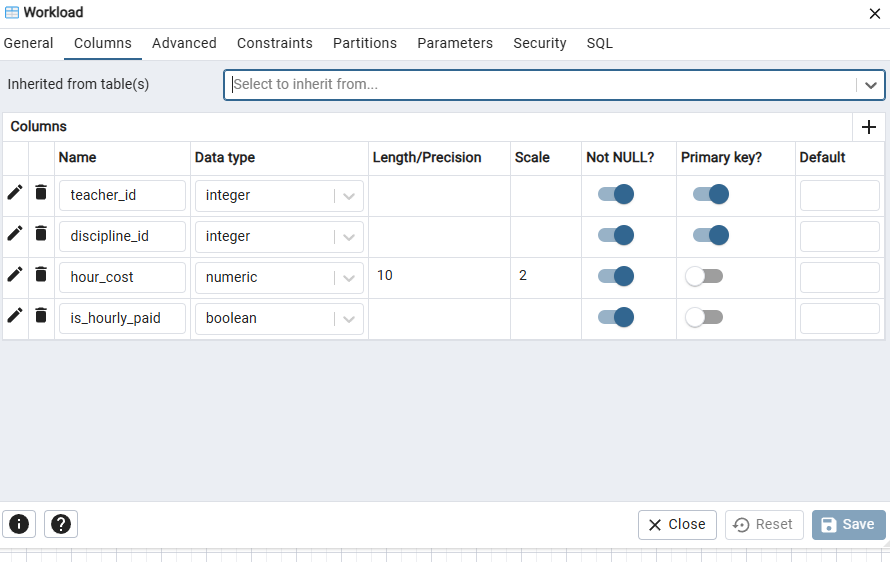 Workload
General Columns Advanced Constraints Partitions Parameters Security SQL
Inherited from table(s) Select to inherit from...
Columns
Name Data type Length/Precision Scale Not NULL? Primary key? Default
teacher_id integer
discipline_id integer
hour_cost numeric 10 2
is_hourly_paid boolean
Close Reset Save